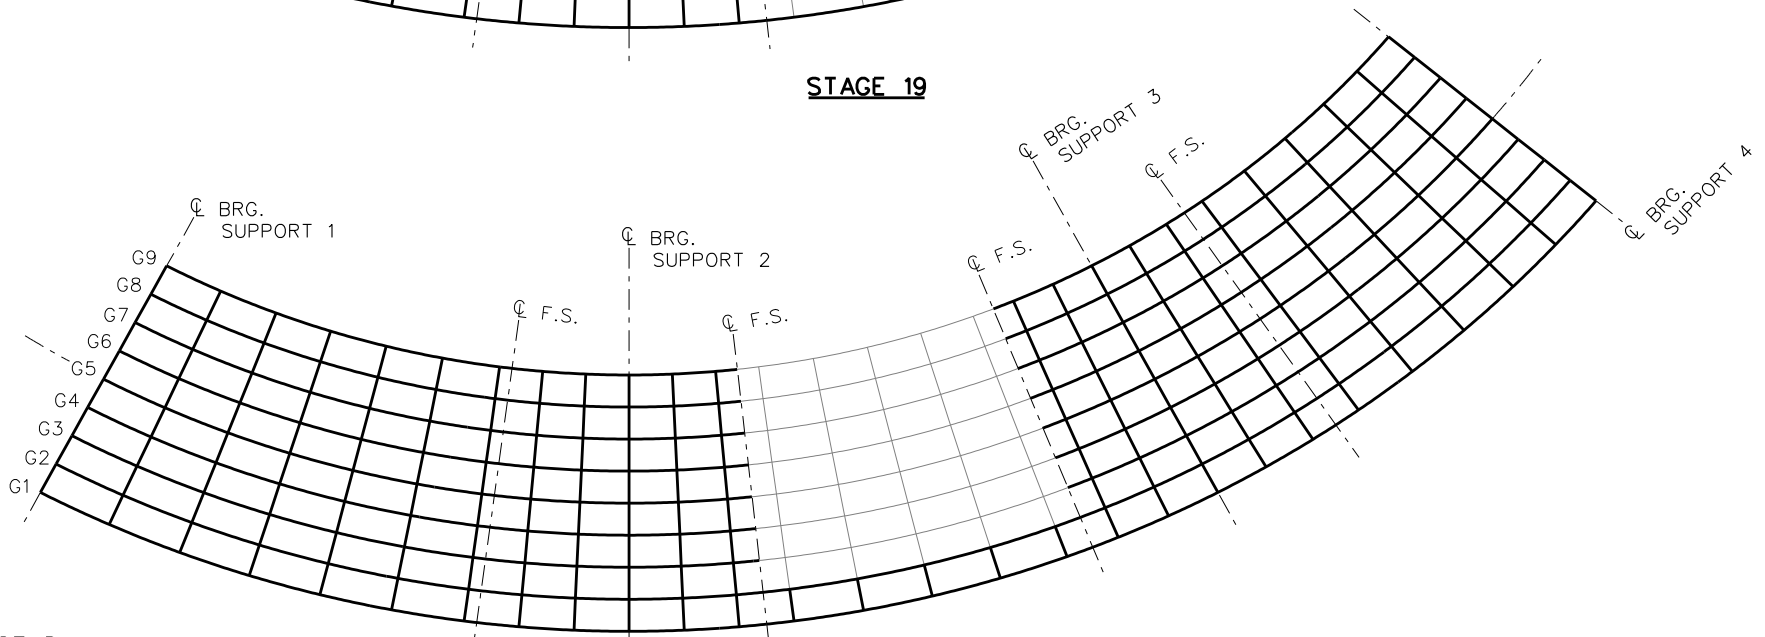 STAGE 19
℄ BRG.
SUPPORT 3
℄ F.S.
℄ BRG.
SUPPORT 4
℄ BRG.
SUPPORT 1
℄ BRG.
SUPPORT 2
℄ F.S.
℄ F.S.
℄ F.S.
G9
G8
G7
G6
G5
G4
G3
G2
G1